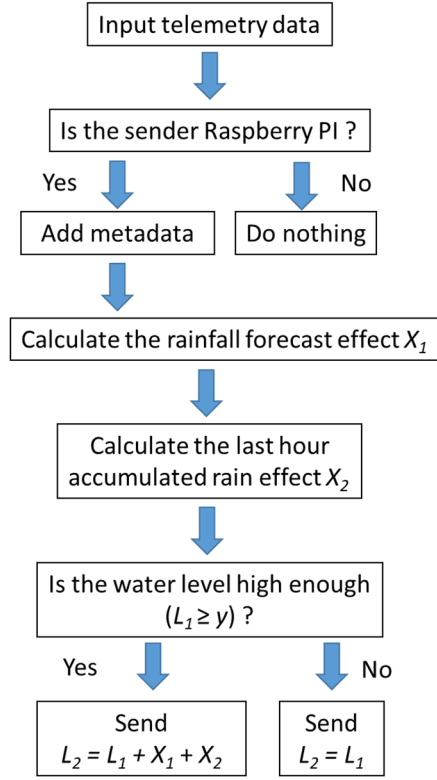 Input telemetry data
Is the sender Raspberry PI ?
Yes
No
Add metadata
Do nothing
Calculate the rainfall forecast effect X₁
Calculate the last hour
accumulated rain effect X₂
Is the water level high enough
(L₁ ≥ y) ?
Yes
No
Send
L₂ = L₁ + X₁ + X₂
Send
L₂ = L₁